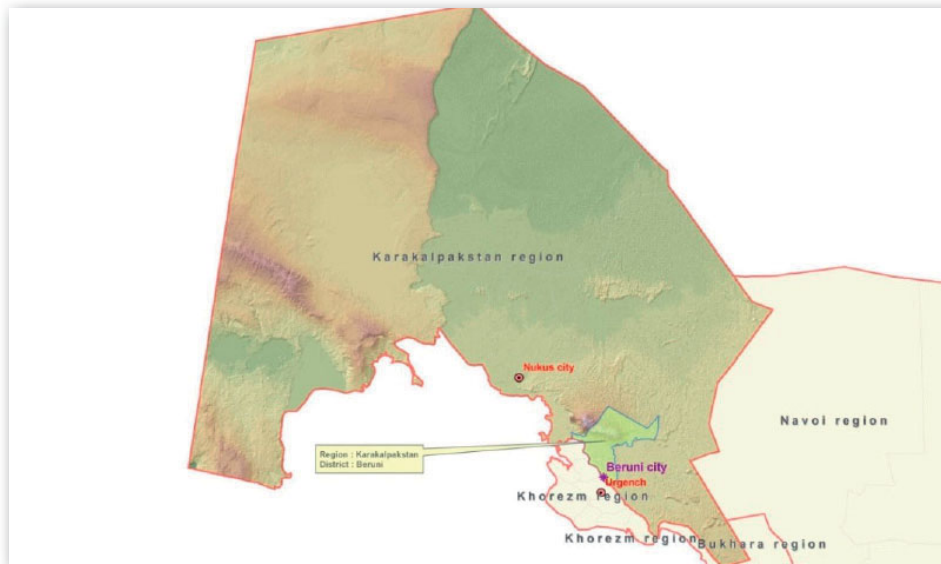 Karakalpakstan region
Nukus city
Navoi region
Region : Karakalpakstan
District : Beruni
Beruni city
Urgench
Khorezm region
Khorezm region
Bukhara region